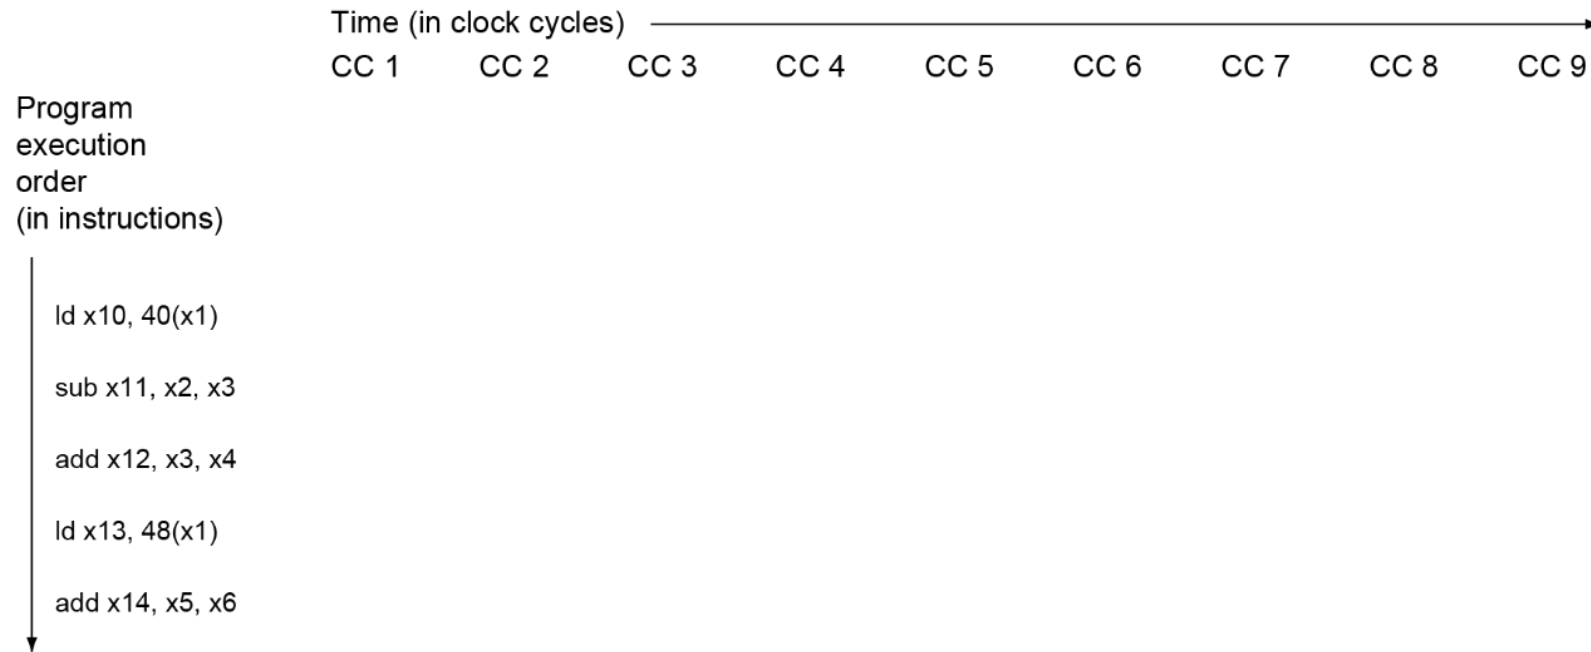 Time (in clock cycles)
CC 1 CC 2 CC 3 CC 4 CC 5 CC 6 CC 7 CC 8 CC 9
Program
execution
order
(in instructions)
ld x10, 40(x1)
sub x11, x2, x3
add x12, x3, x4
ld x13, 48(x1)
add x14, x5, x6